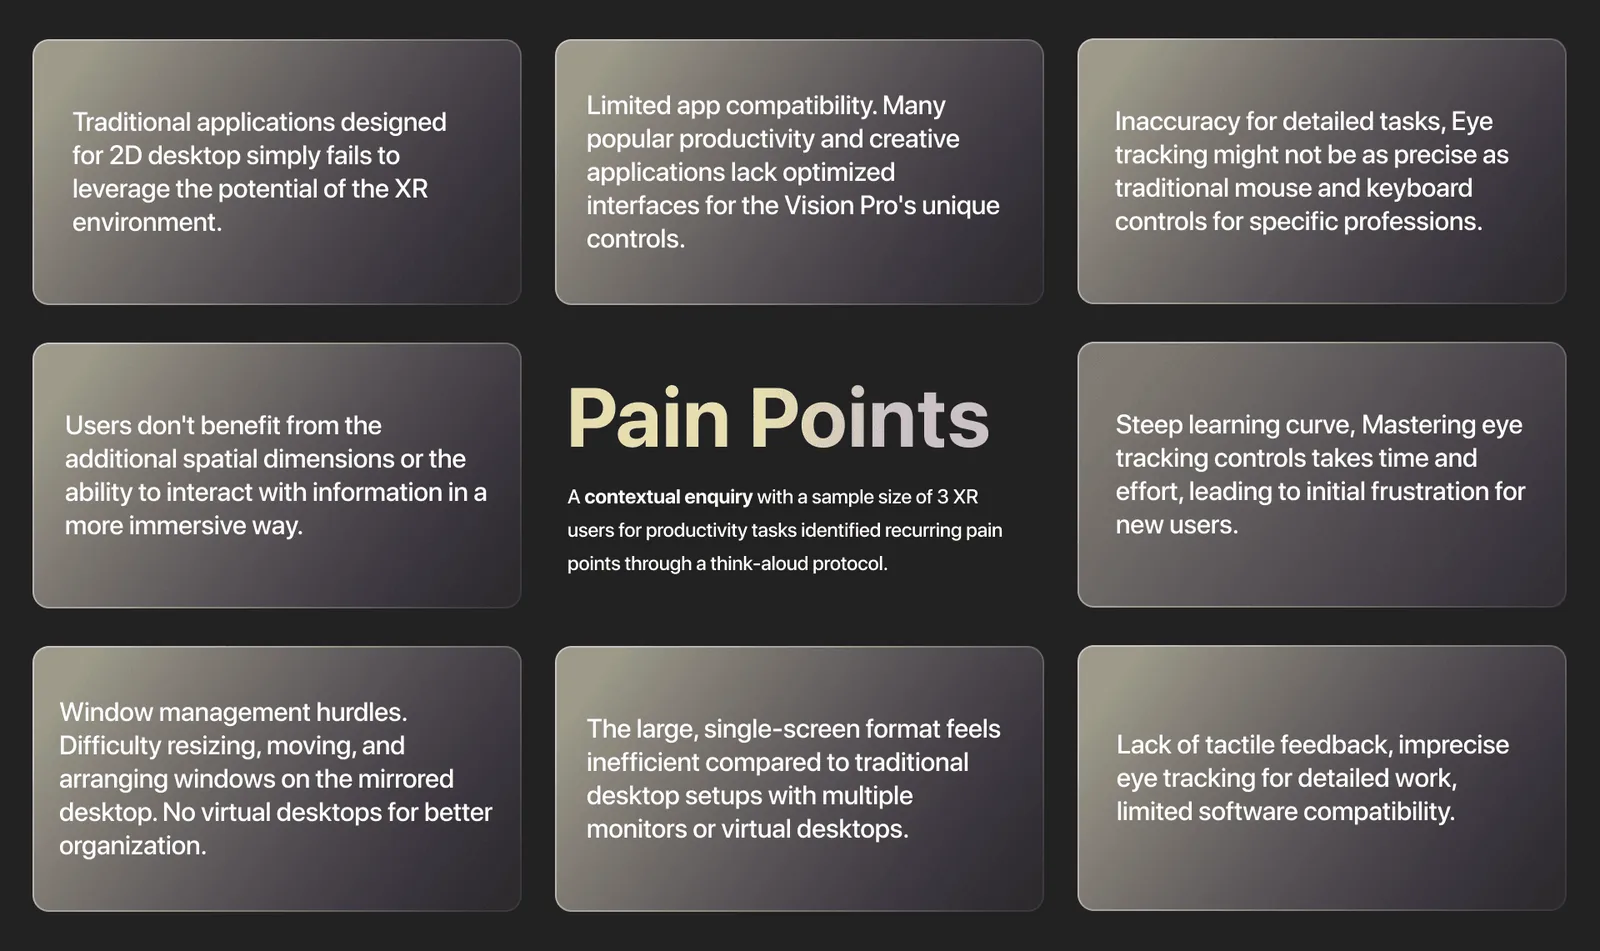 Traditional applications designed
for 2D desktop simply fails to
leverage the potential of the XR
environment.
Limited app compatibility. Many
popular productivity and creative
applications lack optimized
interfaces for the Vision Pro's unique
controls.
Inaccuracy for detailed tasks, Eye
tracking might not be as precise as
traditional mouse and keyboard
controls for specific professions.
Users don't benefit from the
additional spatial dimensions or the
ability to interact with information in a
more immersive way.
Pain Points
A contextual enquiry with a sample size of 3 XR
users for productivity tasks identified recurring pain
points through a think-aloud protocol.
Steep learning curve, Mastering eye
tracking controls takes time and
effort, leading to initial frustration for
new users.
Window management hurdles.
Difficulty resizing, moving, and
arranging windows on the mirrored
desktop. No virtual desktops for better
organization.
The large, single-screen format feels
inefficient compared to traditional
desktop setups with multiple
monitors or virtual desktops.
Lack of tactile feedback, imprecise
eye tracking for detailed work,
limited software compatibility.